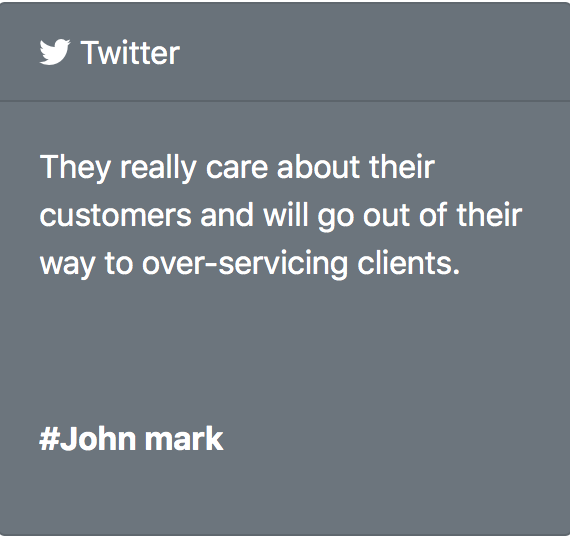 Twitter
They really care about their
customers and will go out of their
way to over-servicing clients.
#John mark